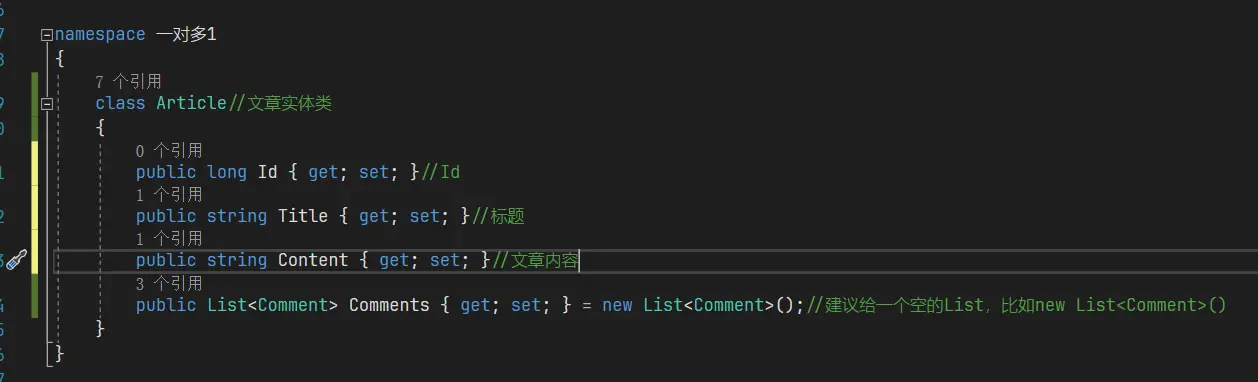 namespace 一对多1
{
7 个引用
class Article//文章实体类
{
0 个引用
public long Id { get; set; }//Id
1 个引用
public string Title { get; set; }//标题
1 个引用
public string Content { get; set; }//文章内容
3 个引用
public List<Comment> Comments { get; set; } = new List<Comment>();//建议给一个空的List，比如new List<Comment>()
}
}